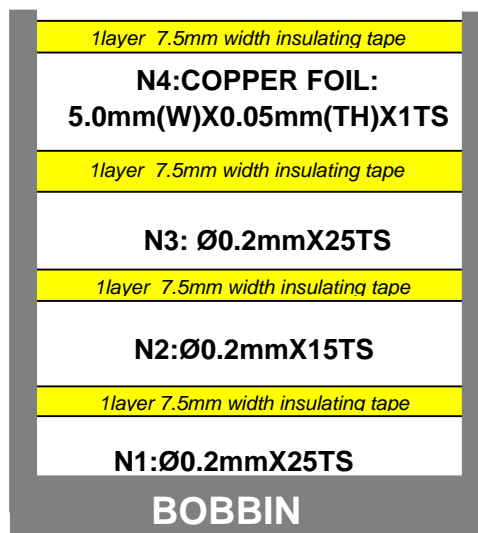 1layer 7.5mm width insulating tape
N4:COPPER FOIL:
5.0mm(W)X0.05mm(TH)X1TS
1layer 7.5mm width insulating tape
N3: Ø0.2mmX25TS
1layer 7.5mm width insulating tape
N2:Ø0.2mmX15TS
1layer 7.5mm width insulating tape
N1:Ø0.2mmX25TS
BOBBIN